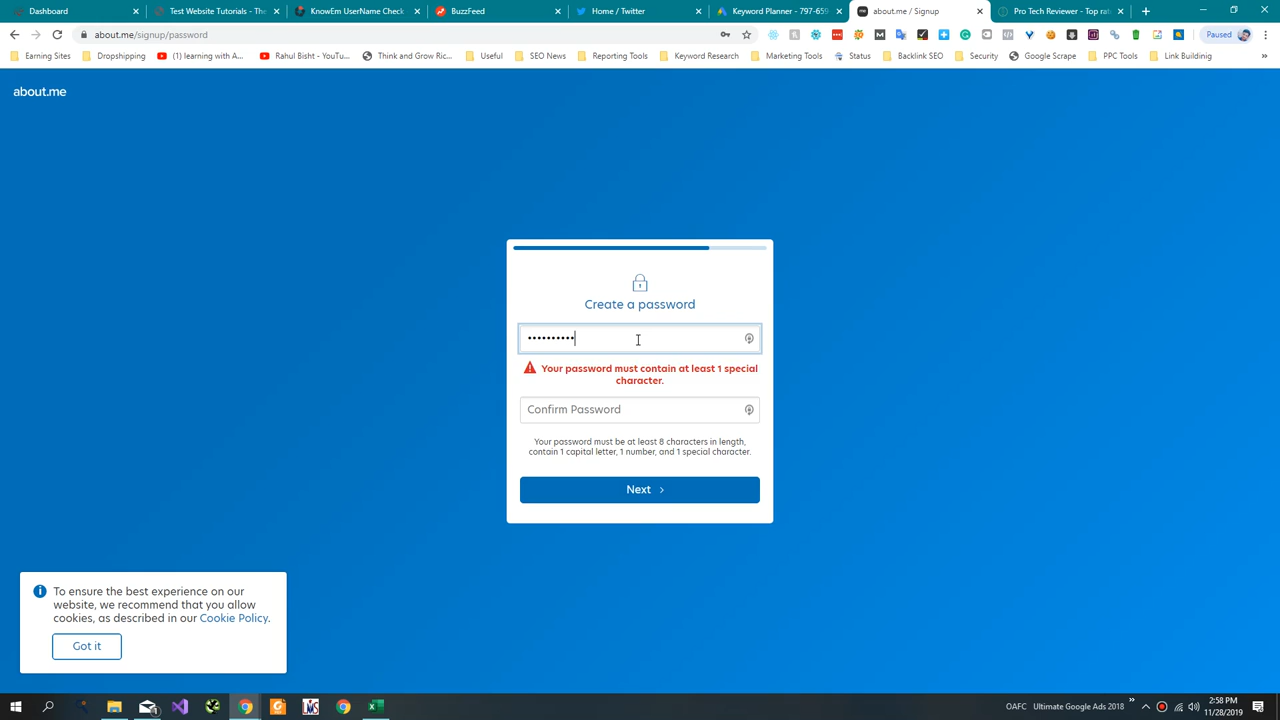 Dashboard
Test Website Tutorials - The
KnowEm UserName Check
BuzzFeed
Home / Twitter
Keyword Planner - 797-659
about.me / Signup
Pro Tech Reviewer - Top rat
about.me/signup/password
Paused
Earning Sites
Dropshipping
(1) learning with A...
Rahul Bisht - YouTu...
Think and Grow Ric...
Useful
SEO News
Reporting Tools
Keyword Research
Marketing Tools
Status
Backlink SEO
Security
Google Scrape
PPC Tools
Link Buildinig
»
about.me
Create a password
Your password must contain at least 1 special
character.
Confirm Password
Your password must be at least 8 characters in length,
contain 1 capital letter, 1 number, and 1 special character.
Next
To ensure the best experience on our
website, we recommend that you allow
cookies, as described in our Cookie Policy.
Got it
OAFC
Ultimate Google Ads 2018
»
2:58 PM
11/28/2019